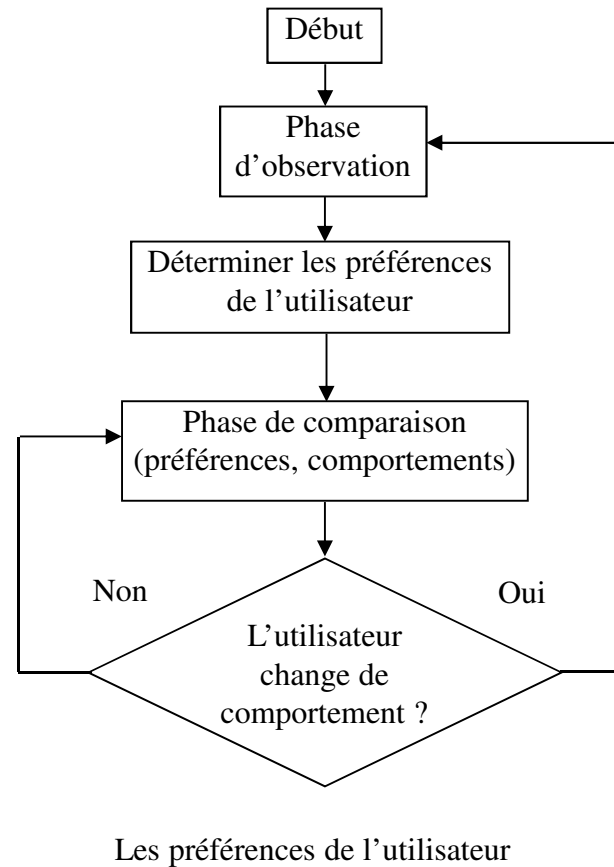 Début
Phase
d’observation
Déterminer les préférences
de l’utilisateur
Phase de comparaison
(préférences, comportements)
Non
Oui
L’utilisateur
change de
comportement ?
Les préférences de l’utilisateur